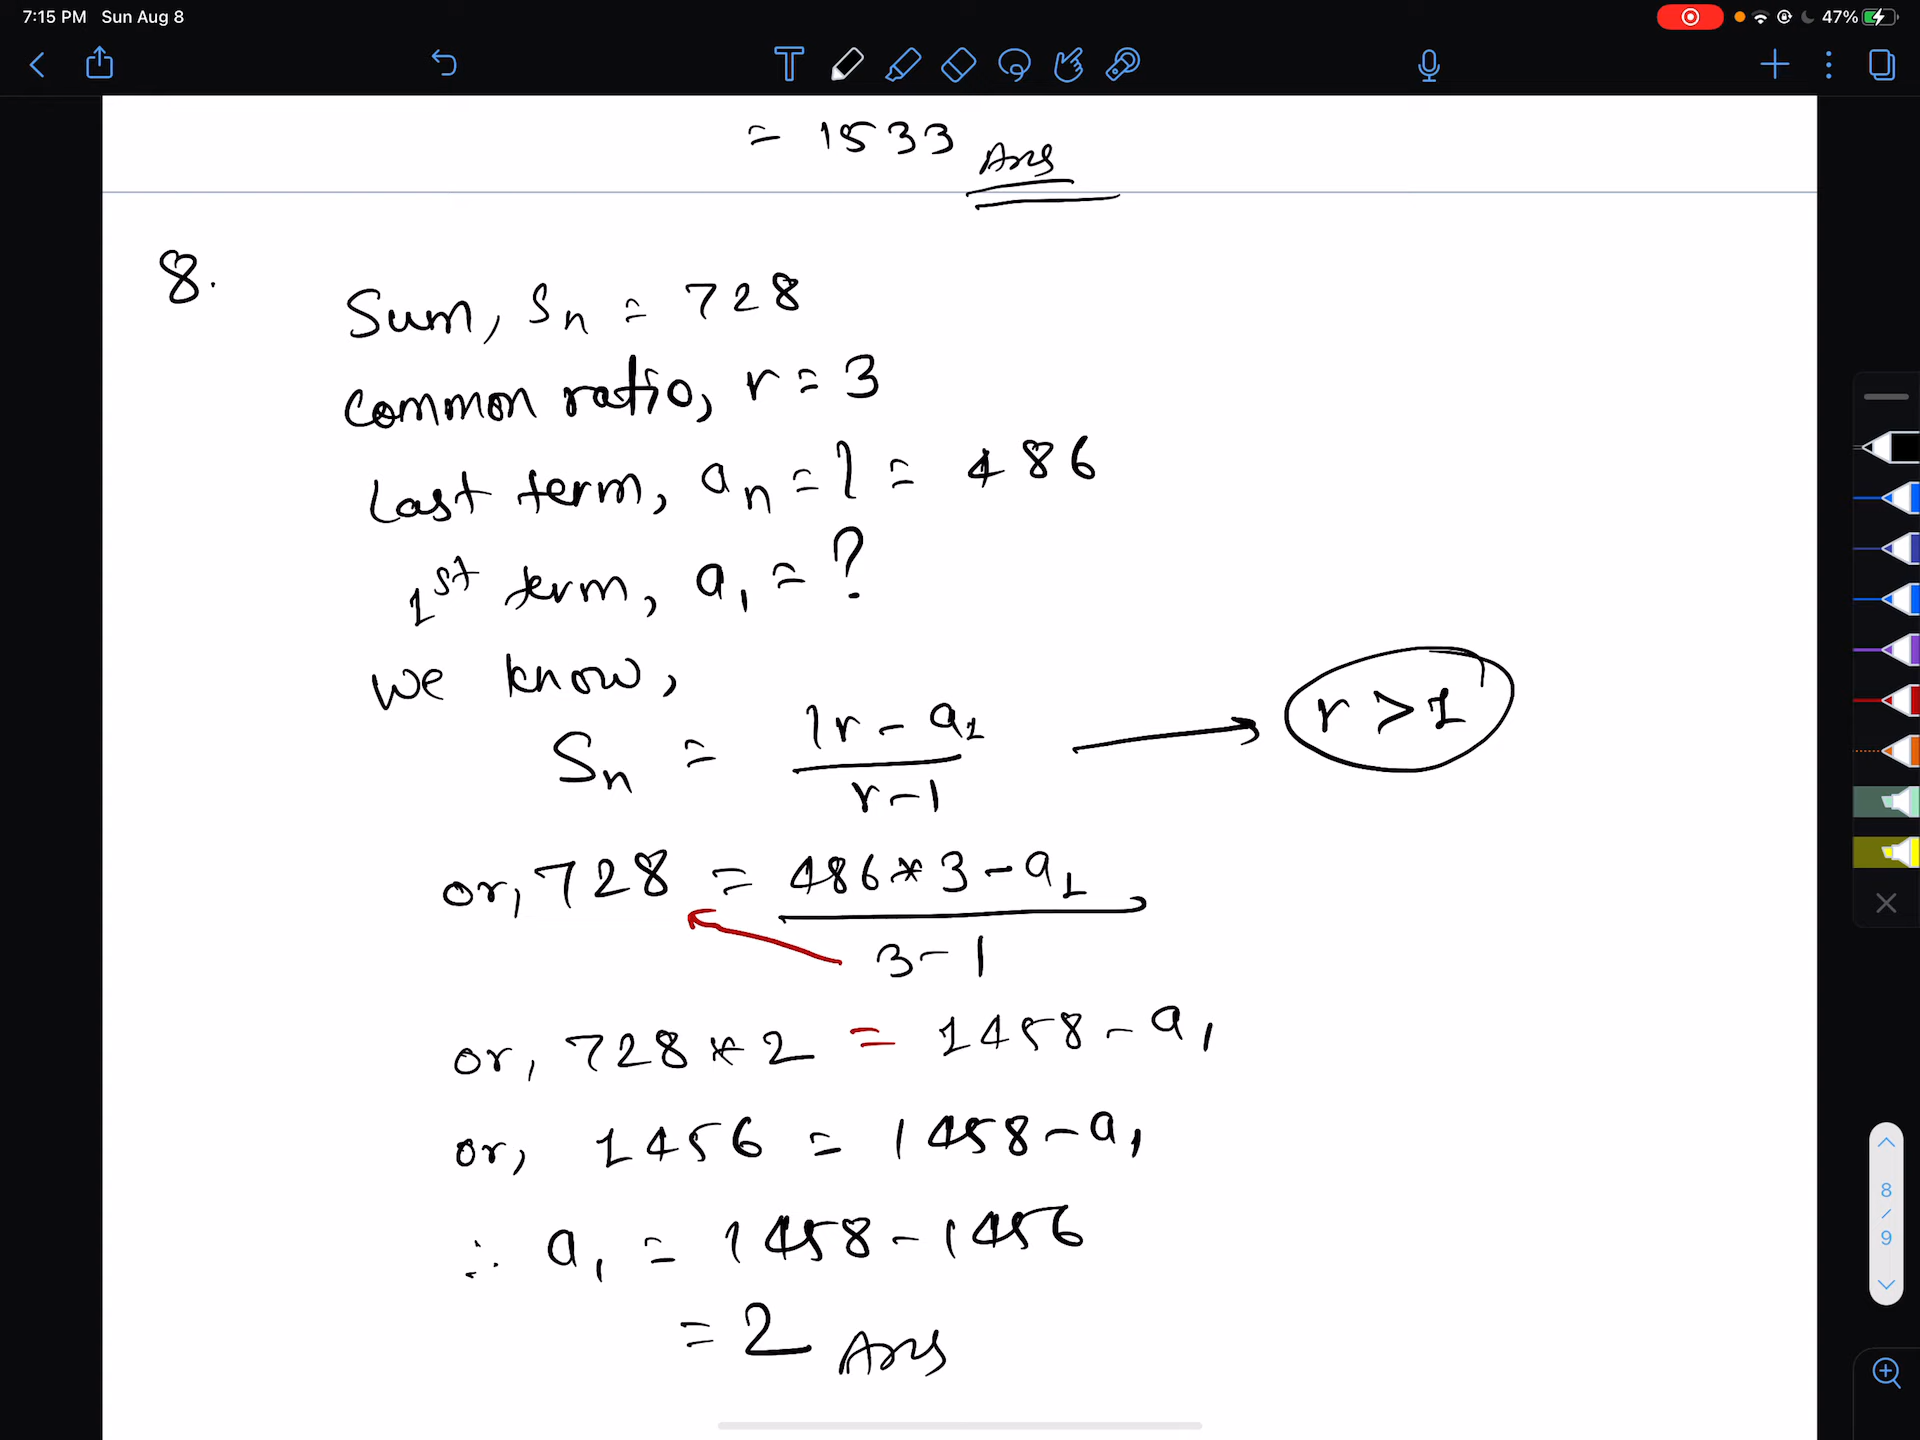 7:15 PM Sun Aug 8 47%
= 1533 Ans
8.
Sum, Sn = 728
common ratio, r = 3
Last term, an = l = 486
1st term, a1 = ?
we know,
Sn = (lr - a1) / (r - 1) → r > 1
or, 728 = (486 * 3 - a1) / (3 - 1)
or, 728 * 2 = 1458 - a1
or, 1456 = 1458 - a1
∴ a1 = 1458 - 1456
= 2 Ans
8 / 9